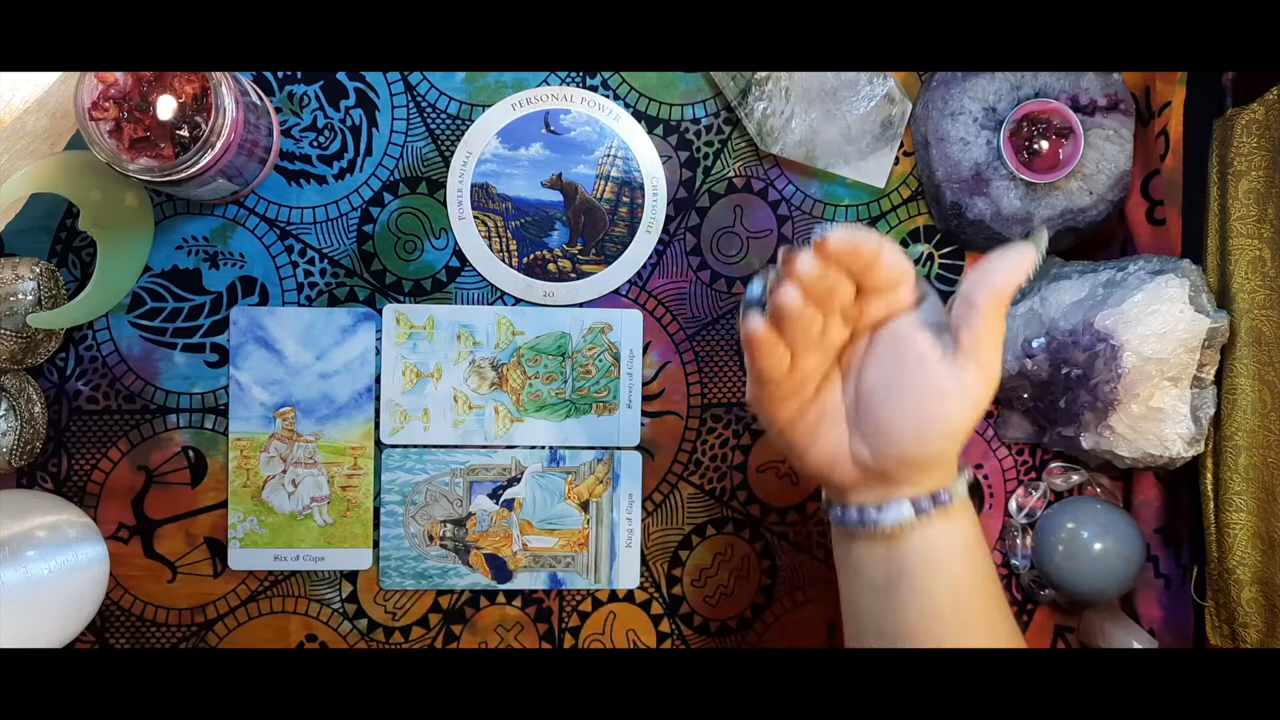 PERSONAL POWER
POWER ANIMAL
CHRYSOTILE
20
Seven of Cups
King of Cups
Six of Cups